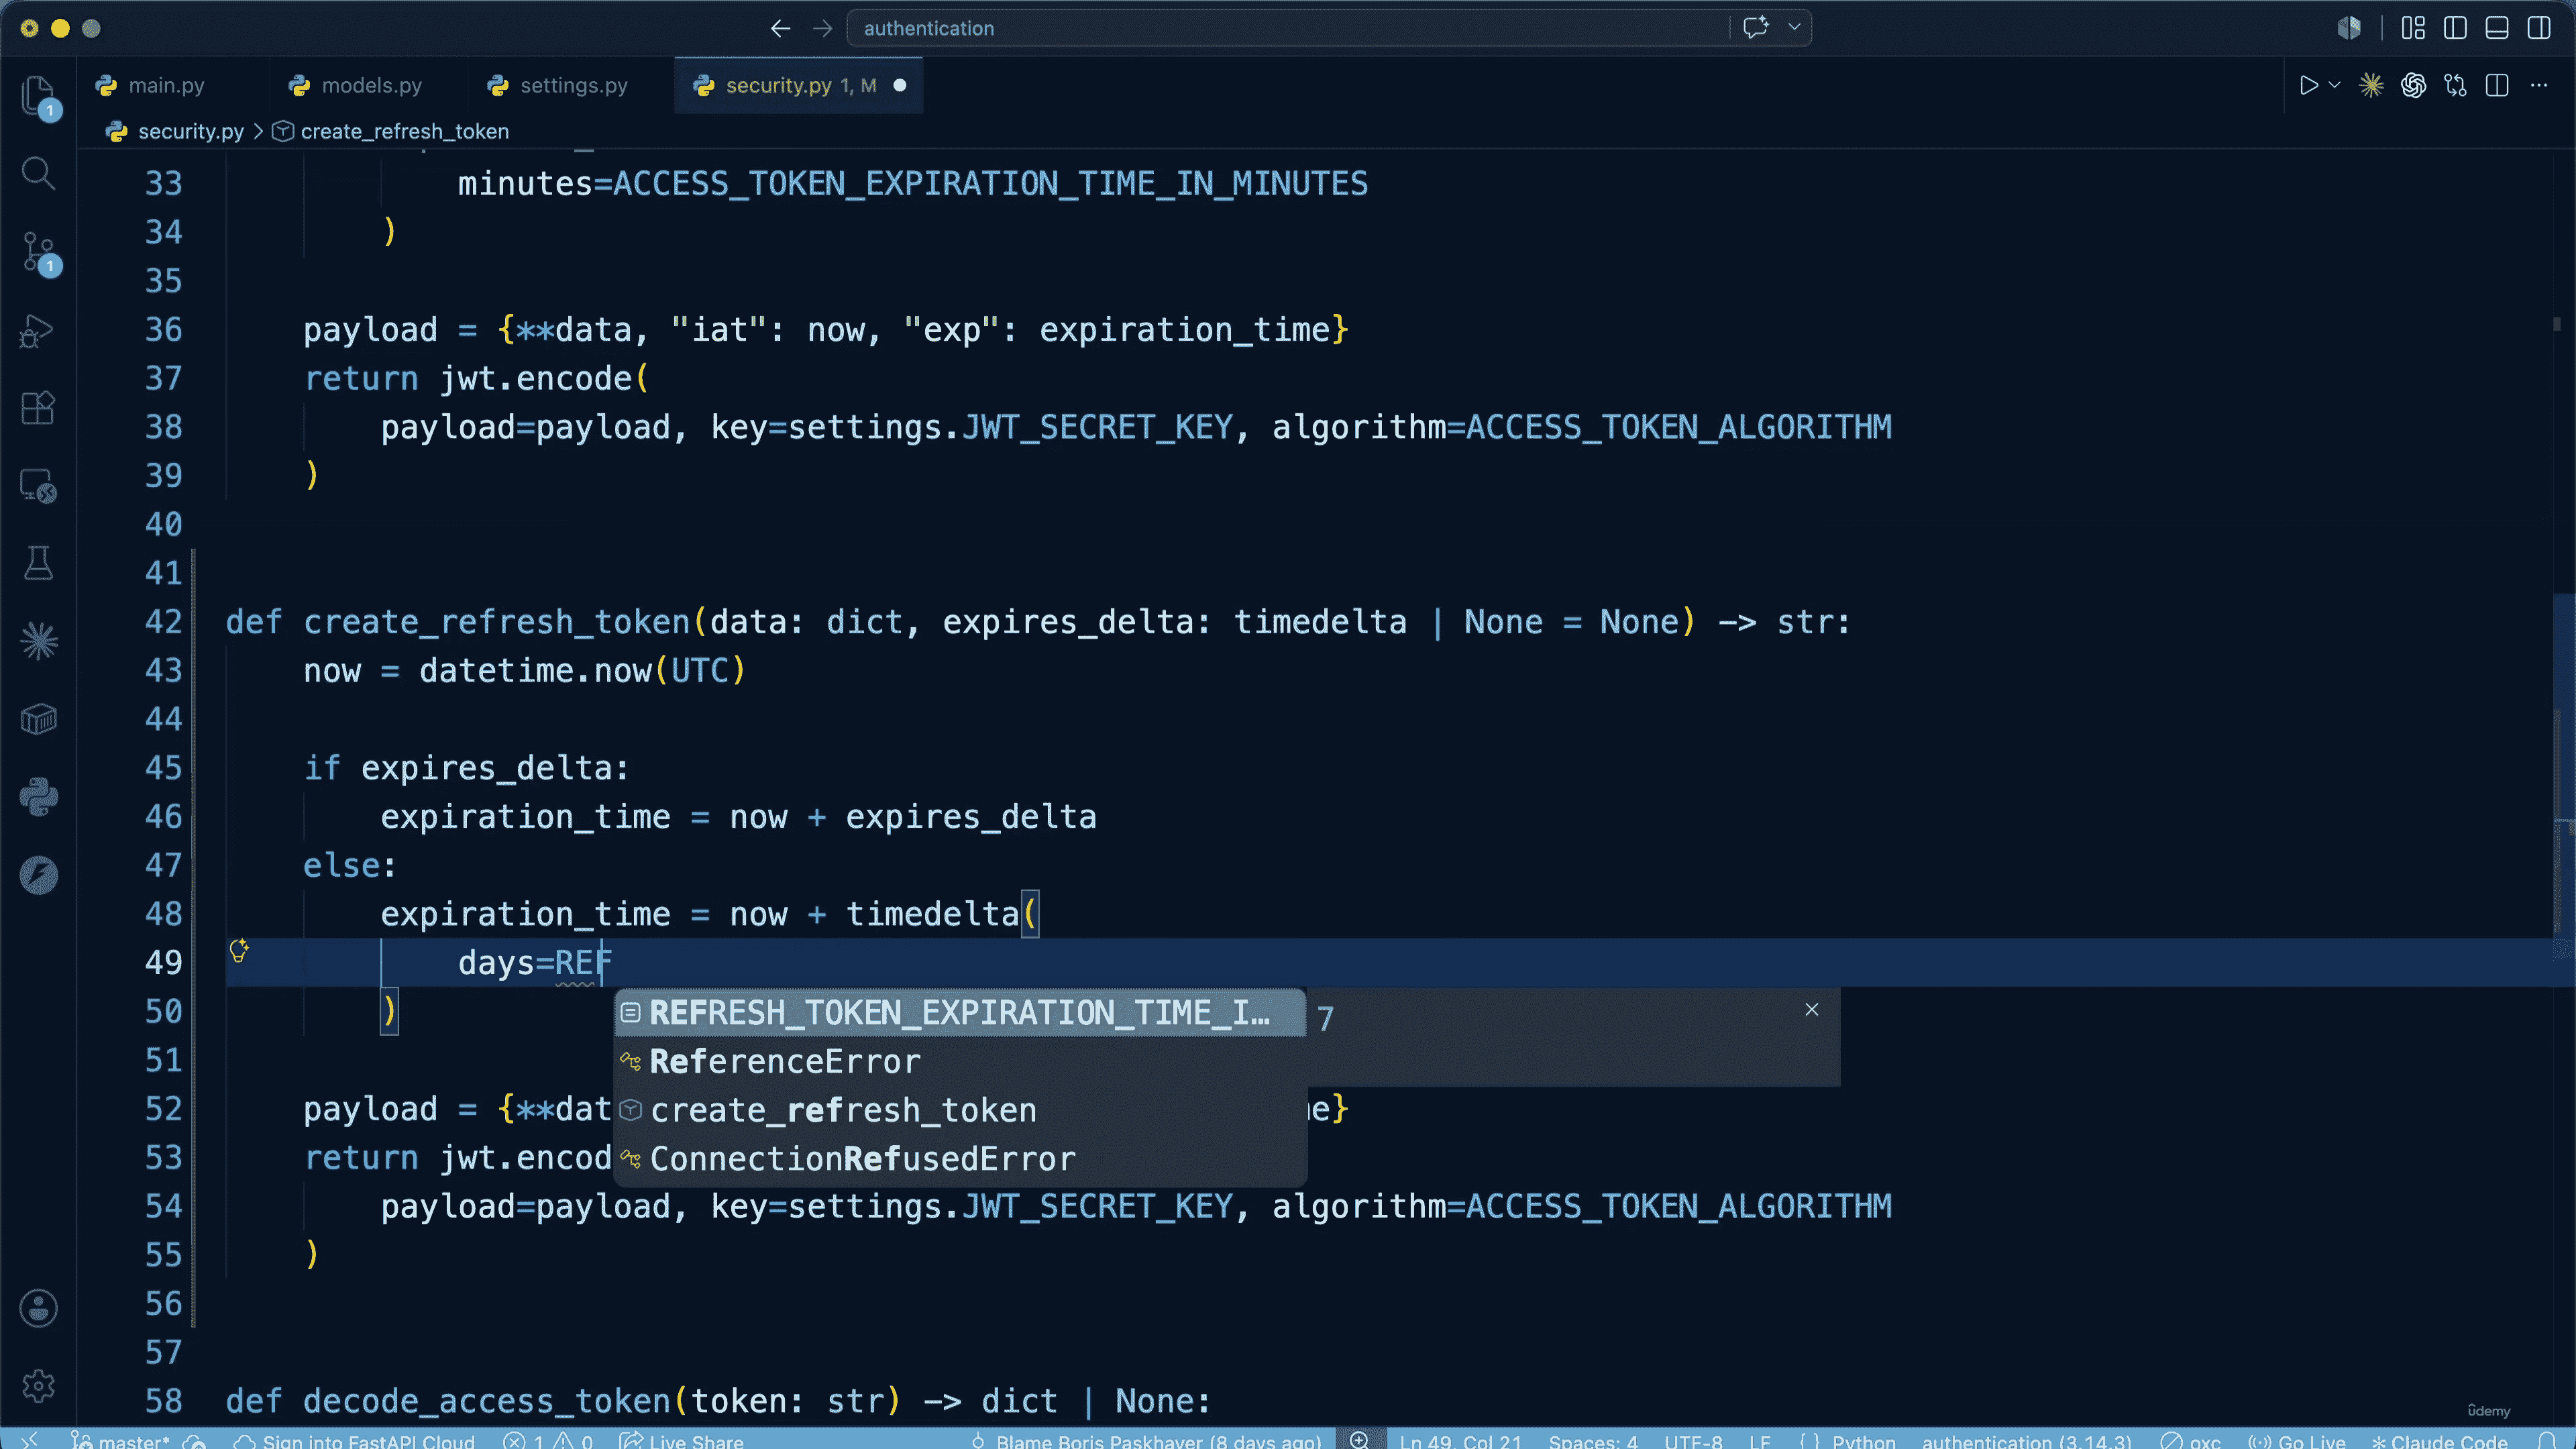 authentication
main.py
models.py
settings.py
security.py 1, M
security.py > create_refresh_token
1
1
33 minutes=ACCESS_TOKEN_EXPIRATION_TIME_IN_MINUTES
34 )
35
36 payload = {**data, "iat": now, "exp": expiration_time}
37 return jwt.encode(
38 payload=payload, key=settings.JWT_SECRET_KEY, algorithm=ACCESS_TOKEN_ALGORITHM
39 )
40
41
42 def create_refresh_token(data: dict, expires_delta: timedelta | None = None) -> str:
43 now = datetime.now(UTC)
44
45 if expires_delta:
46 expiration_time = now + expires_delta
47 else:
48 expiration_time = now + timedelta(
49 days=REF
50 )
REFRESH_TOKEN_EXPIRATION_TIME_I… 7
51
ReferenceError
52 payload = {**dat
create_refresh_token
e}
53 return jwt.encod
ConnectionRefusedError
54 payload=payload, key=settings.JWT_SECRET_KEY, algorithm=ACCESS_TOKEN_ALGORITHM
55 )
56
57
58 def decode_access_token(token: str) -> dict | None:
ûdemy
master* Sign into FastAPI Cloud 1 0 Live Share Blame Boris Paskhaver (8 days ago) Ln 49, Col 21 Spaces: 4 UTF-8 LF { } Python authentication (3.14.3) oxc Go Live Claude Code